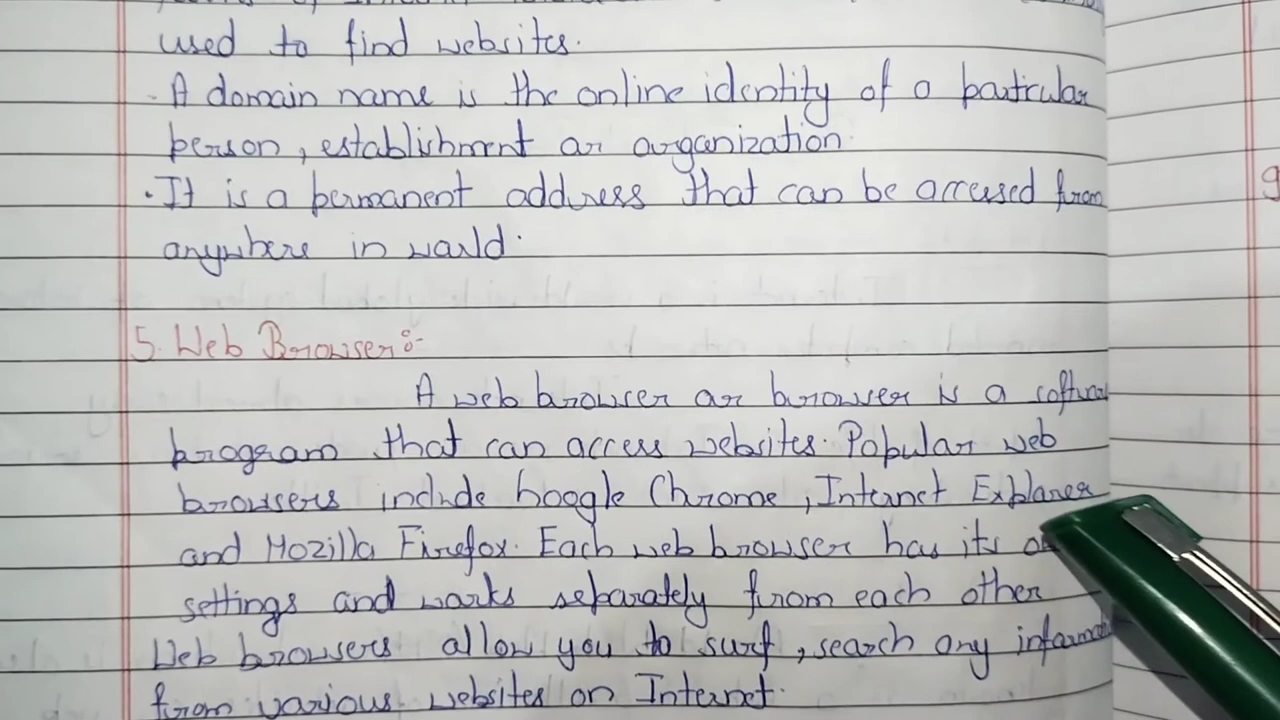 used to find websites.
· A domain name is the online identity of a particular
person, establishment or organization.
· It is a permanent address that can be accessed from
anywhere in world.
5. Web Browser:-
A web browser or browser is a software
program that can access websites. Popular web
browsers include Google Chrome, Internet Explorer
and Mozilla Firefox. Each web browser has its
settings and works separately from each other
Web browsers allow you to surf, search any
from various websites on Internet.